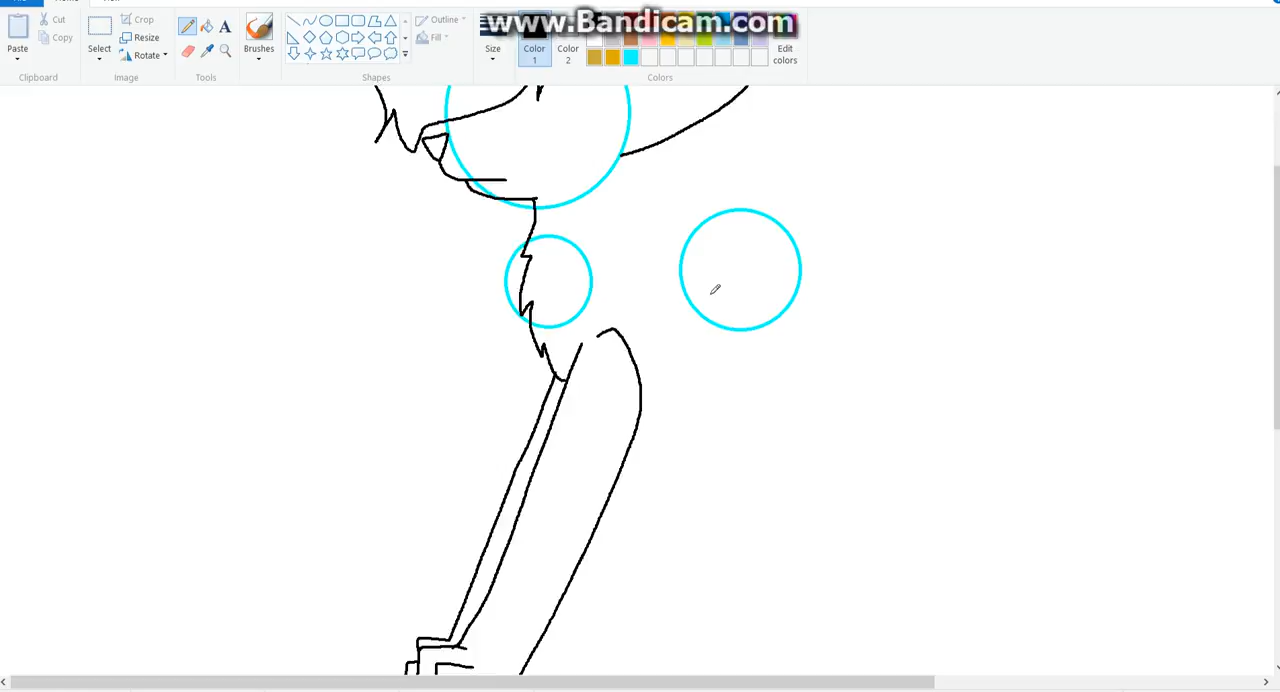 www.Bandicam.com
Cut
Copy
Paste
Clipboard
Crop
Resize
Rotate
Select
Image
Tools
Brushes
Outline
Fill
Shapes
Size
Color
1
Color
2
Edit
colors
Colors